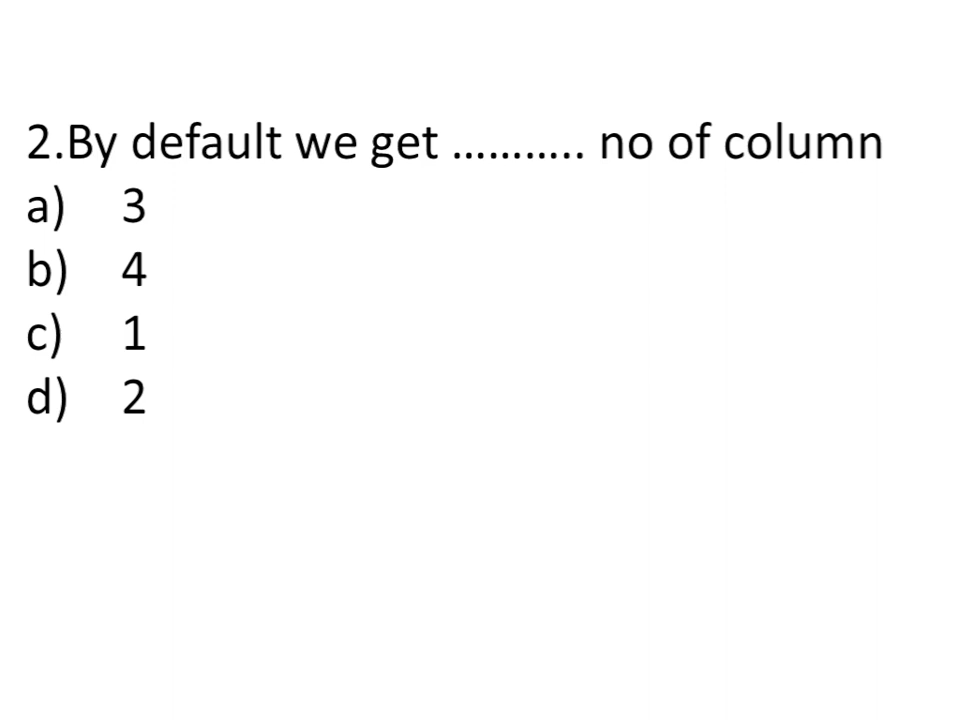 2.By default we get ……….. no of column
a) 3
b) 4
c) 1
d) 2